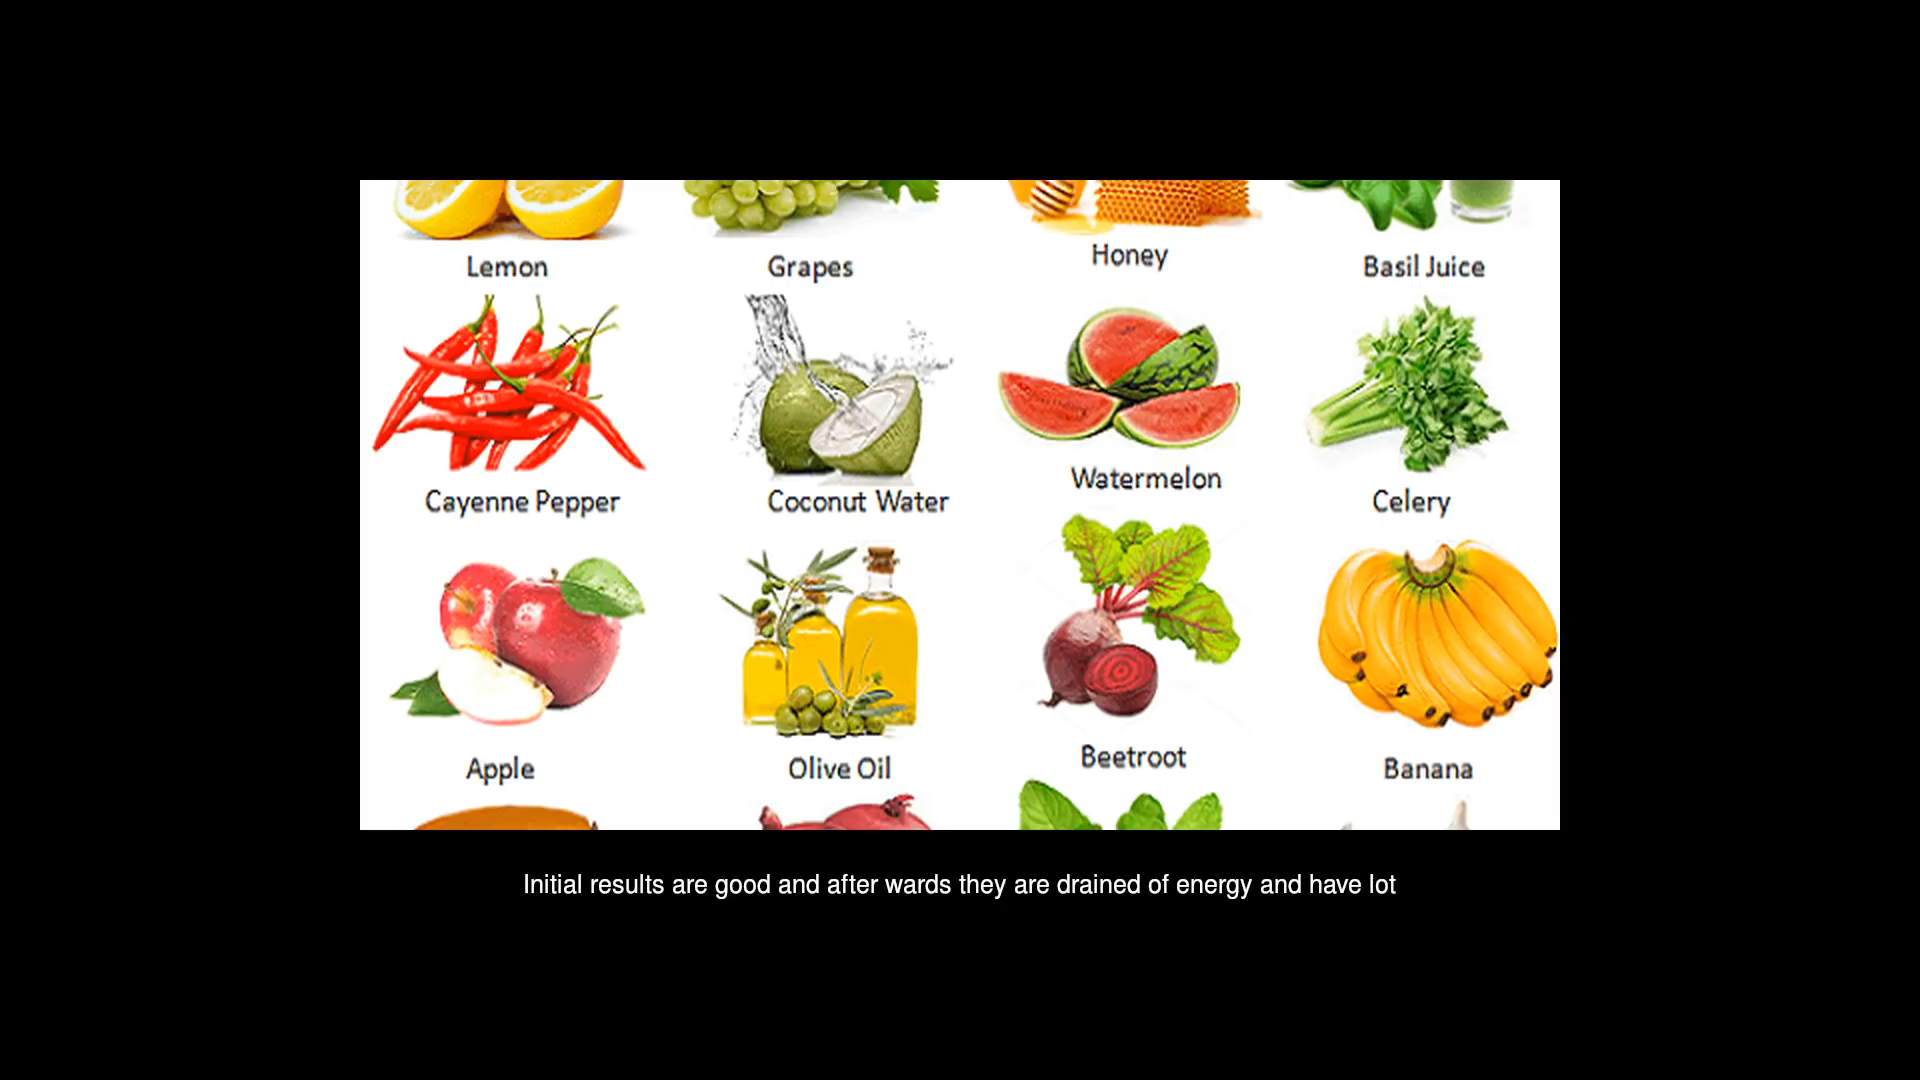 Lemon Grapes Honey Basil Juice
Cayenne Pepper Coconut Water Watermelon Celery
Apple Olive Oil Beetroot Banana
Initial results are good and after wards they are drained of energy and have lot